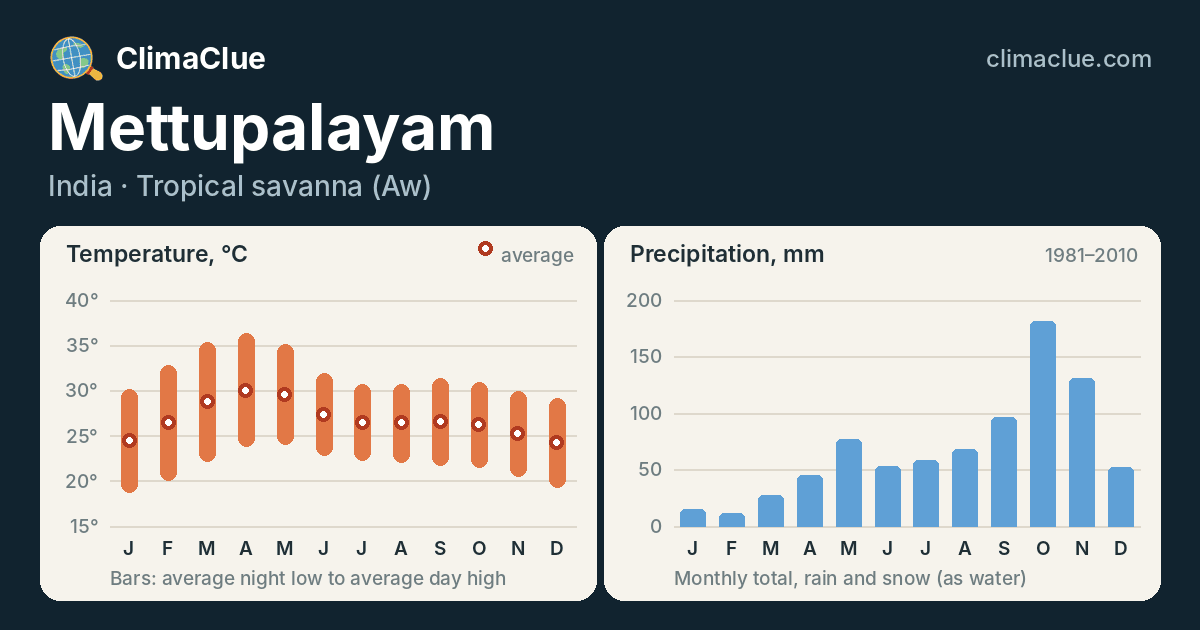 ClimaClue
climaclue.com
Mettupalayam
India · Tropical savanna (Aw)
Temperature, °C
average
40°
35°
30°
25°
20°
15°
J F M A M J J A S O N D
Bars: average night low to average day high
Precipitation, mm
1981–2010
200
150
100
50
0
J F M A M J J A S O N D
Monthly total, rain and snow (as water)